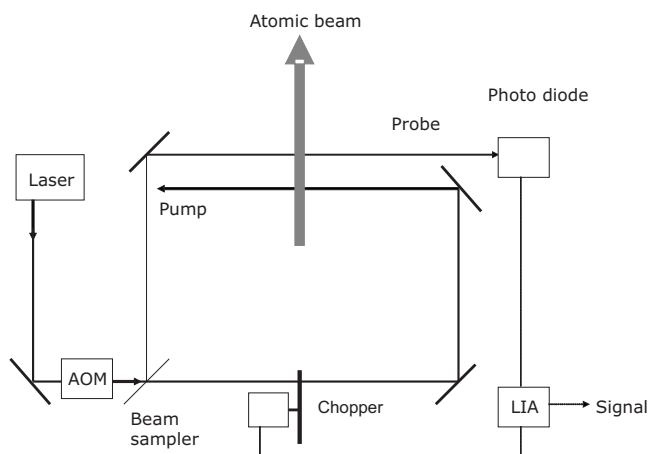 Atomic beam
Photo diode
Probe
Laser
Pump
AOM
Beam
sampler
Chopper
LIA
Signal